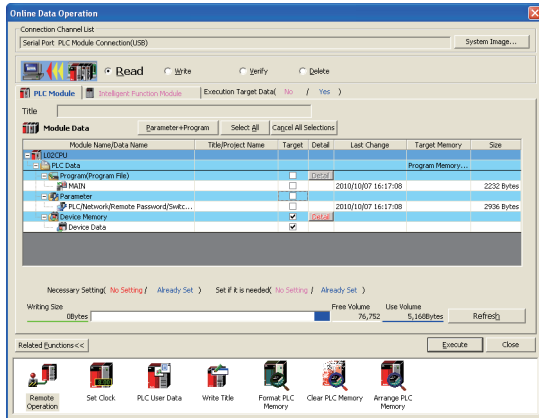 Online Data Operation
Connection Channel List
Serial Port PLC Module Connection(USB)
System Image...
Read
Write
Verify
Delete
PLC Module
Intelligent Function Module
Execution Target Data( No / Yes )
Title
Module Data
Parameter+Program
Select All
Cancel All Selections
Module Name/Data Name Title/Project Name Target Detail Last Change Target Memory Size
L02CPU
PLC Data Program Memory...
Program(Program File) Detail
MAIN 2010/10/07 16:17:08 2232 Bytes
Parameter
PLC/Network/Remote Password/Switc... 2010/10/07 16:17:08 2936 Bytes
Device Memory Detail
Device Data
Necessary Setting( No Setting / Already Set ) Set if it is needed( No Setting / Already Set )
Writing Size Free Volume Use Volume
0Bytes 76,752 5,168Bytes Refresh
Related Functions<< Execute Close
Remote Operation
Set Clock
PLC User Data
Write Title
Format PLC Memory
Clear PLC Memory
Arrange PLC Memory